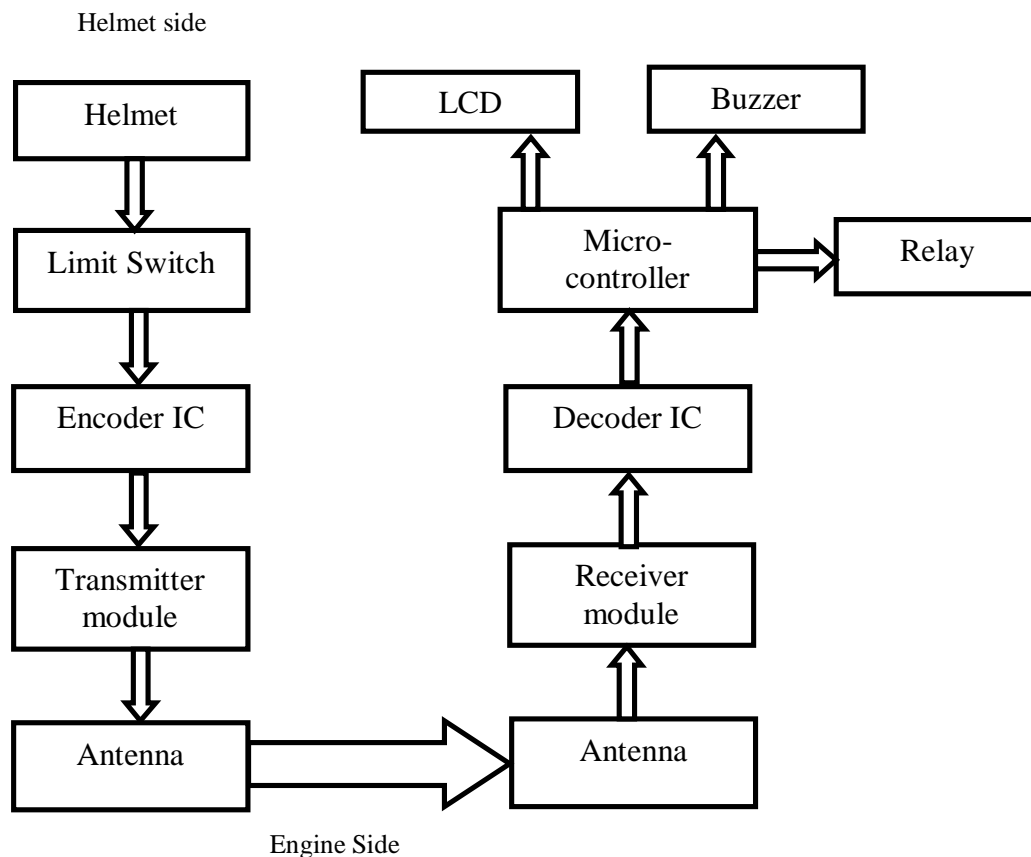 Helmet side
Helmet
Limit Switch
Encoder IC
Transmitter
module
Antenna
LCD
Buzzer
Micro-
controller
Relay
Decoder IC
Receiver
module
Antenna
Engine Side